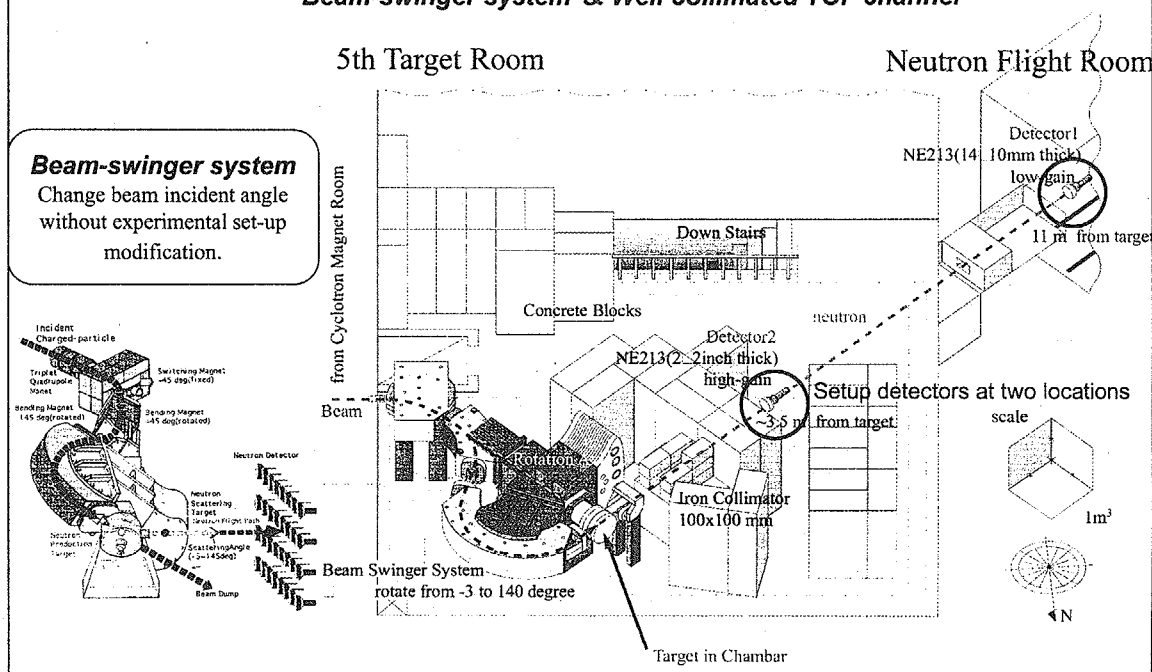 Beam-swinger system & Well collimated TOF channel
5th Target Room
Neutron Flight Room
Beam-swinger system
Change beam incident angle
without experimental set-up
modification.
from Cyclotron Magnet Room
Detector1
NE213(14 10mm thick)
low-gain
11 m from target
Down Stairs
Concrete Blocks
neutron
Detector2
NE213(2 2inch thick)
high-gain
Setup detectors at two locations
~3.5 m from target
scale
1m³
N
Beam
Rotation
Iron Collimator
100x100 mm
Beam Swinger System
rotate from -3 to 140 degree
Target in Chambar
Incident
Charged-particle
Triplet
Quadrupole
Switching Magnet
-45 deg(fixed)
Bending Magnet
145 deg(rotated)
Bending Magnet
-45 deg(rotated)
Neutron Detector
Neutron
Scattering
Target
Neutron Flight Path
Neutron
Production
Target
Scattering Angle
Beam Dump